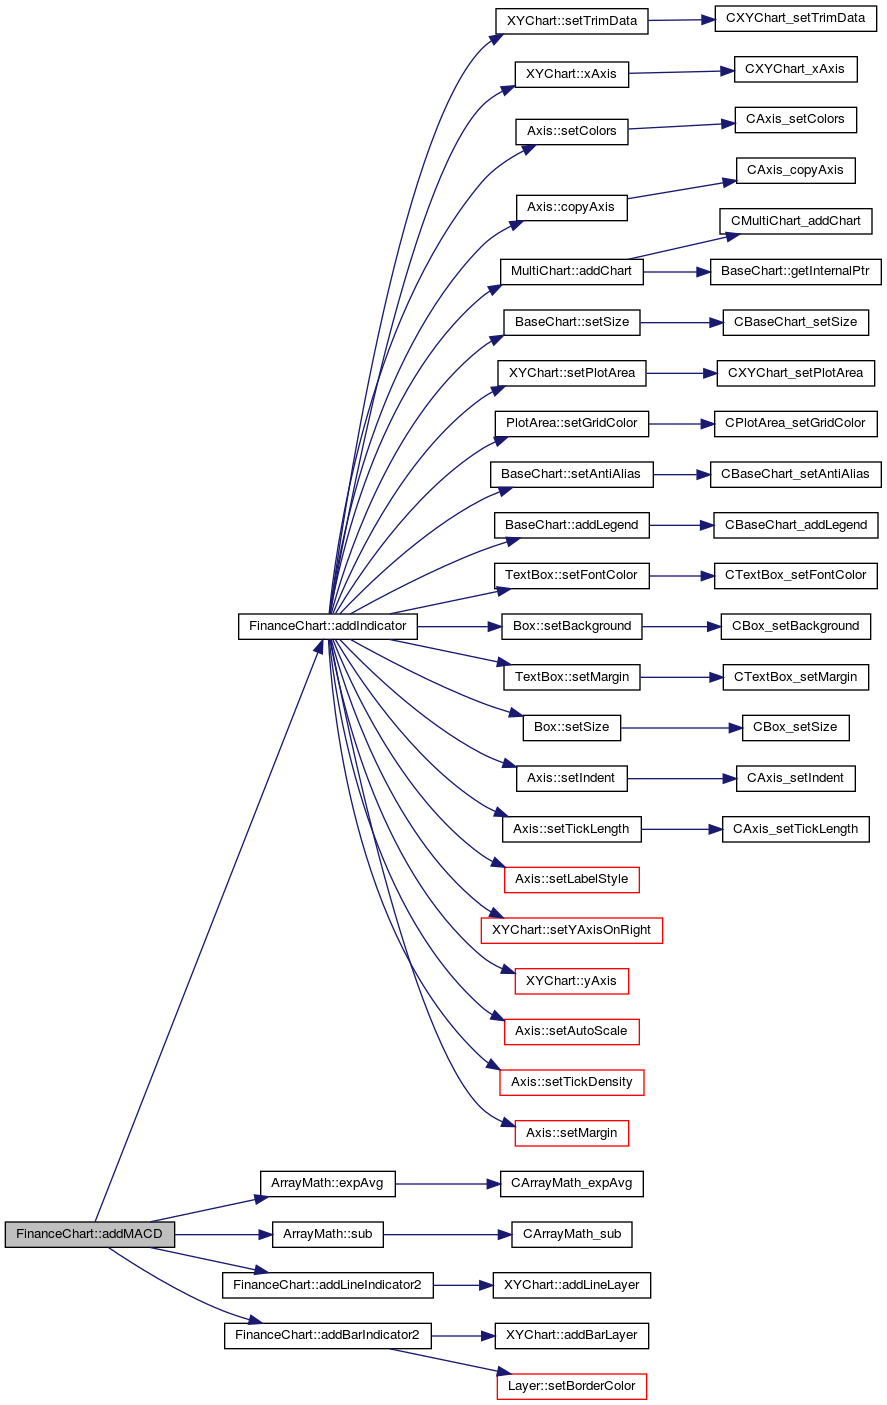 XYChart::setTrimData
CXYChart_setTrimData
XYChart::xAxis
CXYChart_xAxis
Axis::setColors
CAxis_setColors
Axis::copyAxis
CAxis_copyAxis
MultiChart::addChart
CMultiChart_addChart
BaseChart::getInternalPtr
BaseChart::setSize
CBaseChart_setSize
XYChart::setPlotArea
CXYChart_setPlotArea
PlotArea::setGridColor
CPlotArea_setGridColor
BaseChart::setAntiAlias
CBaseChart_setAntiAlias
BaseChart::addLegend
CBaseChart_addLegend
TextBox::setFontColor
CTextBox_setFontColor
FinanceChart::addIndicator
Box::setBackground
CBox_setBackground
TextBox::setMargin
CTextBox_setMargin
Box::setSize
CBox_setSize
Axis::setIndent
CAxis_setIndent
Axis::setTickLength
CAxis_setTickLength
Axis::setLabelStyle
XYChart::setYAxisOnRight
XYChart::yAxis
Axis::setAutoScale
Axis::setTickDensity
Axis::setMargin
ArrayMath::expAvg
CArrayMath_expAvg
FinanceChart::addMACD
ArrayMath::sub
CArrayMath_sub
FinanceChart::addLineIndicator2
XYChart::addLineLayer
FinanceChart::addBarIndicator2
XYChart::addBarLayer
Layer::setBorderColor